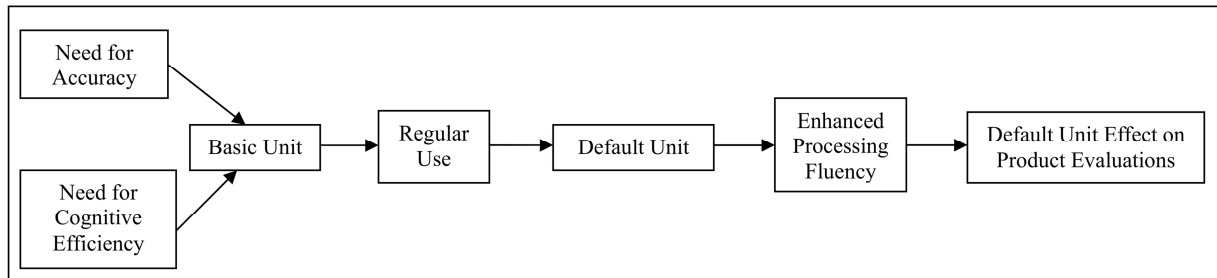 Need for
Accuracy
Need for
Cognitive
Efficiency
Basic Unit
Regular
Use
Default Unit
Enhanced
Processing
Fluency
Default Unit Effect on
Product Evaluations